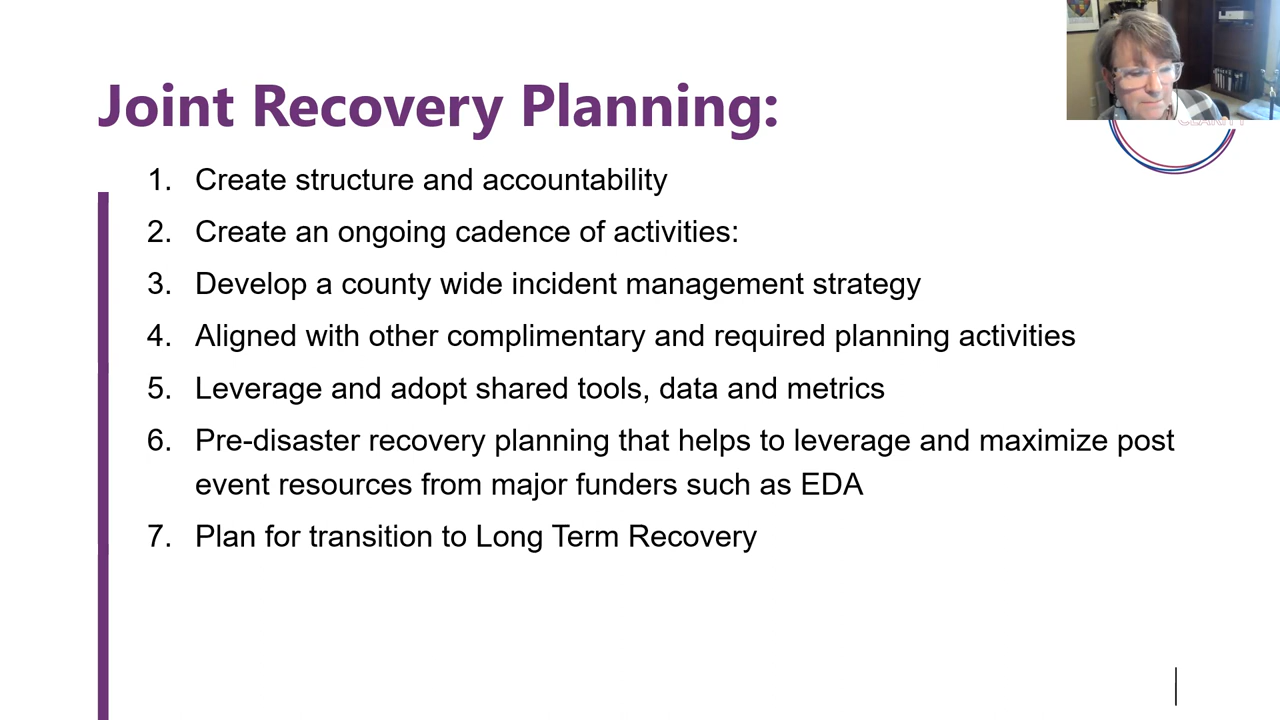 Joint Recovery Planning:
1. Create structure and accountability
2. Create an ongoing cadence of activities:
3. Develop a county wide incident management strategy
4. Aligned with other complimentary and required planning activities
5. Leverage and adopt shared tools, data and metrics
6. Pre-disaster recovery planning that helps to leverage and maximize post
event resources from major funders such as EDA
7. Plan for transition to Long Term Recovery